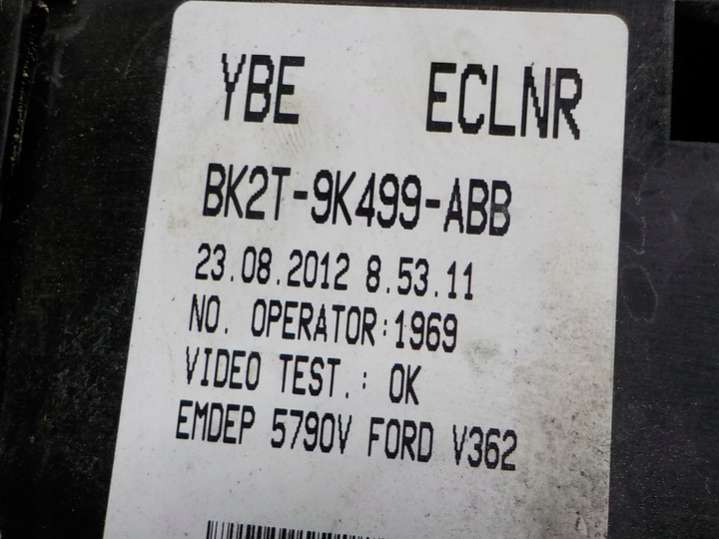 YBE ECLNR
BK2T-9K499-ABB
23.08.2012 8.53.11
NO. OPERATOR:1969
VIDEO TEST.: OK
EMDEP 5790V FORD V362